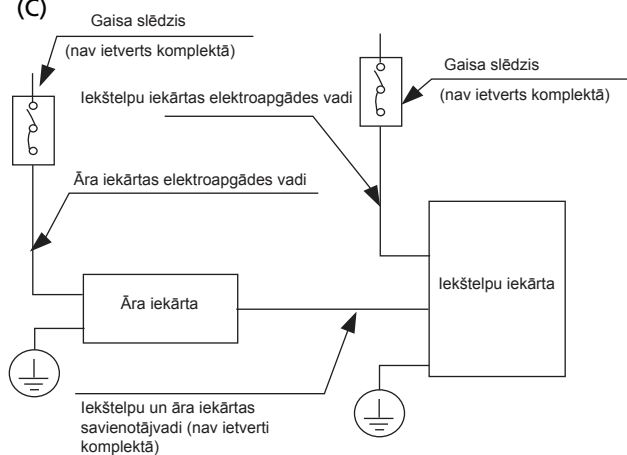 (C)
Gaisa slēdzis
(nav ietverts komplektā)
Gaisa slēdzis
(nav ietverts komplektā)
Iekštelpu iekārtas elektroapgādes vadi
Āra iekārtas elektroapgādes vadi
Āra iekārta
Iekštelpu iekārta
Iekštelpu un āra iekārtas
savienotājvadi (nav ietverti
komplektā)